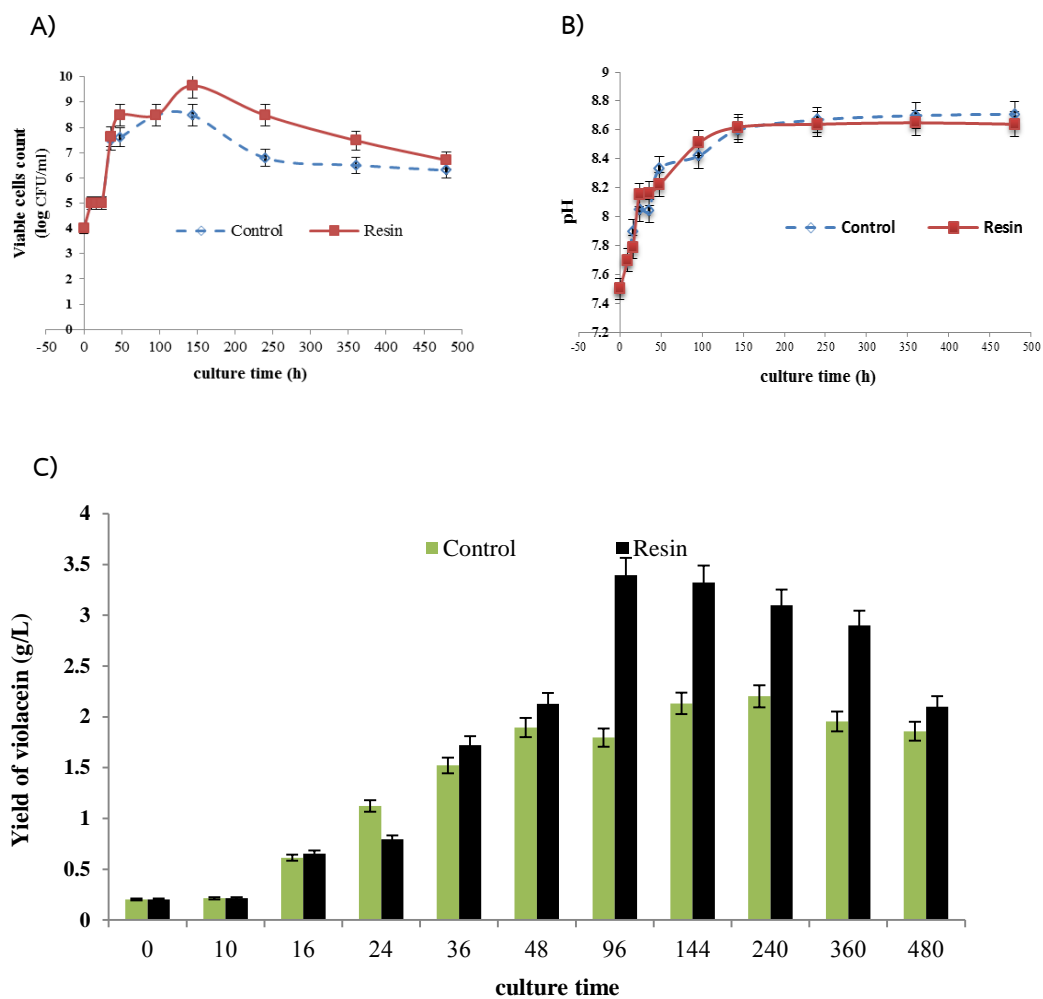 A)
10
9
8
7
6
5
4
3
2
1
0
Viable cells count
(log CFU/ml)
Control
Resin
-50 0 50 100 150 200 250 300 350 400 450 500
culture time (h)
B)
9
8.8
8.6
8.4
8.2
8
7.8
7.6
7.4
7.2
pH
Control
Resin
-50 0 50 100 150 200 250 300 350 400 450 500
culture time (h)
C)
4
3.5
3
2.5
2
1.5
1
0.5
0
Yield of violacein (g/L)
Control
Resin
0 10 16 24 36 48 96 144 240 360 480
culture time